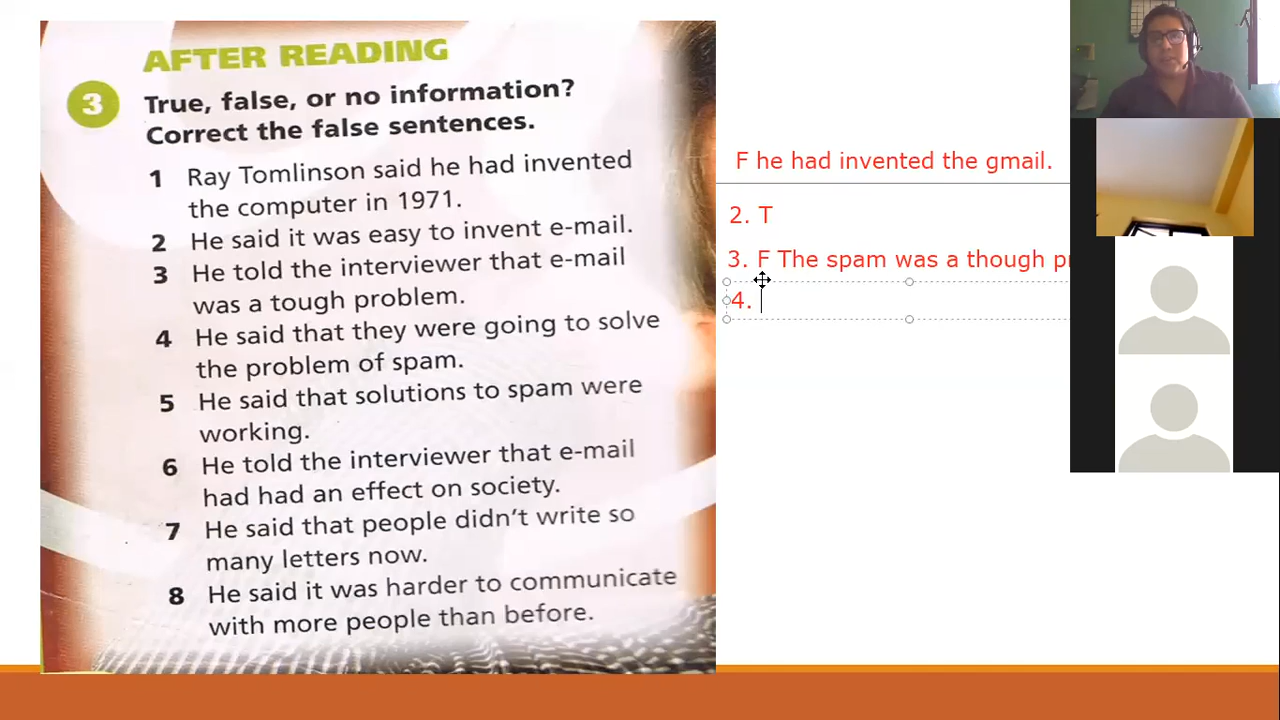 AFTER READING
3 True, false, or no information?
Correct the false sentences.
1 Ray Tomlinson said he had invented
the computer in 1971.
2 He said it was easy to invent e-mail.
3 He told the interviewer that e-mail
was a tough problem.
4 He said that they were going to solve
the problem of spam.
5 He said that solutions to spam were
working.
6 He told the interviewer that e-mail
had had an effect on society.
7 He said that people didn't write so
many letters now.
8 He said it was harder to communicate
with more people than before.
F he had invented the gmail.
2. T
3. F The spam was a though
4.